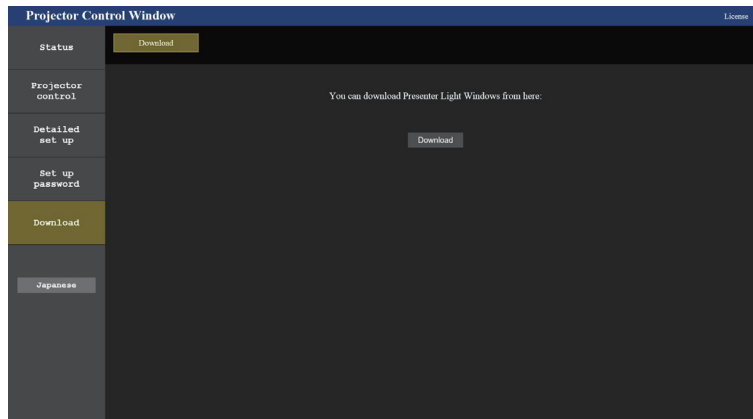 Projector Control Window
License
Status
Download
Projector
control
You can download Presenter Light Windows from here:
Detailed
set up
Download
Set up
password
Download
Japanese